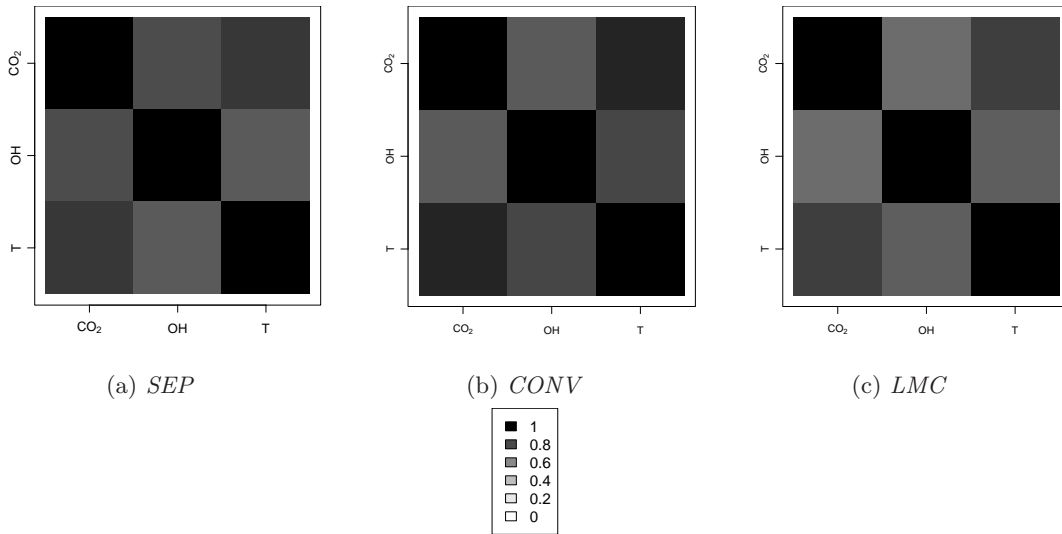 CO₂
OH
T
CO₂ OH T
(a) SEP
CO₂
OH
T
CO₂ OH T
(b) CONV
CO₂
OH
T
CO₂ OH T
(c) LMC
1
0.8
0.6
0.4
0.2
0